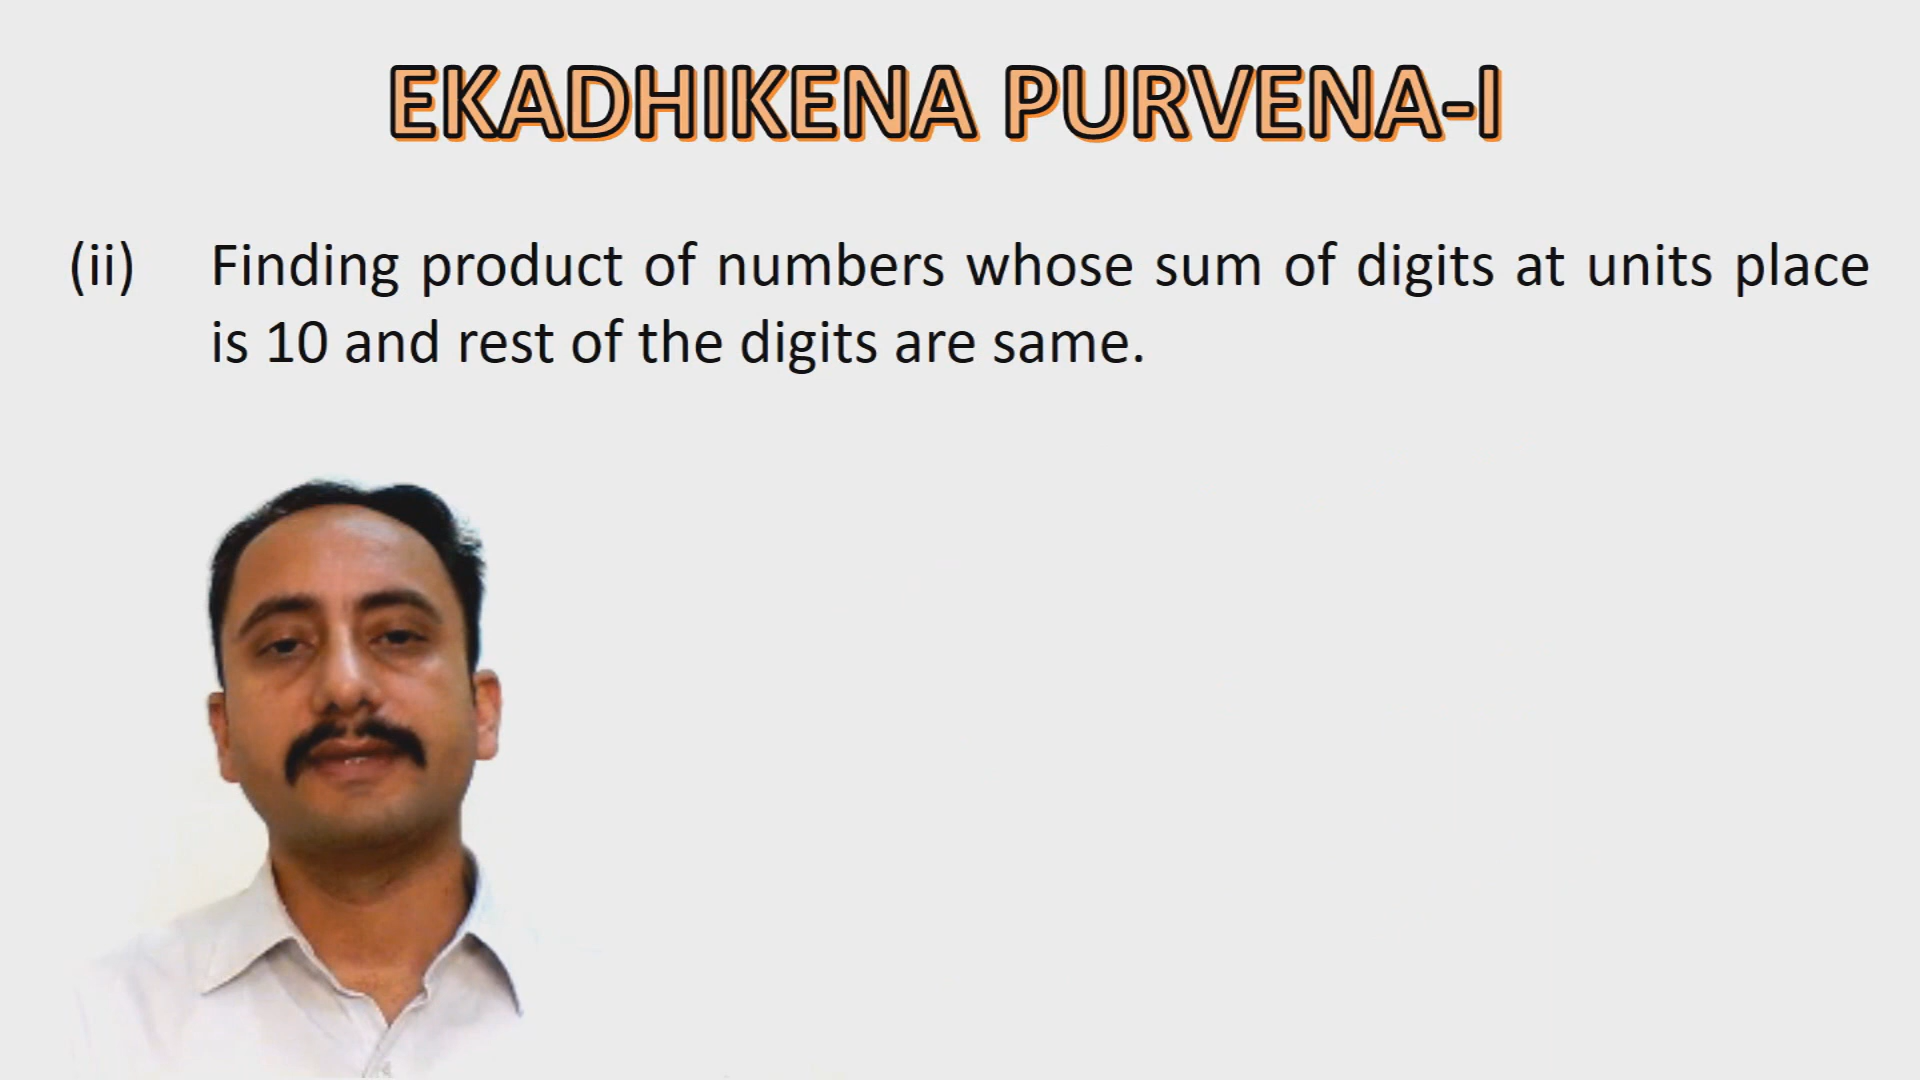 EKADHIKENA PURVENA-I
(ii) Finding product of numbers whose sum of digits at units place
is 10 and rest of the digits are same.